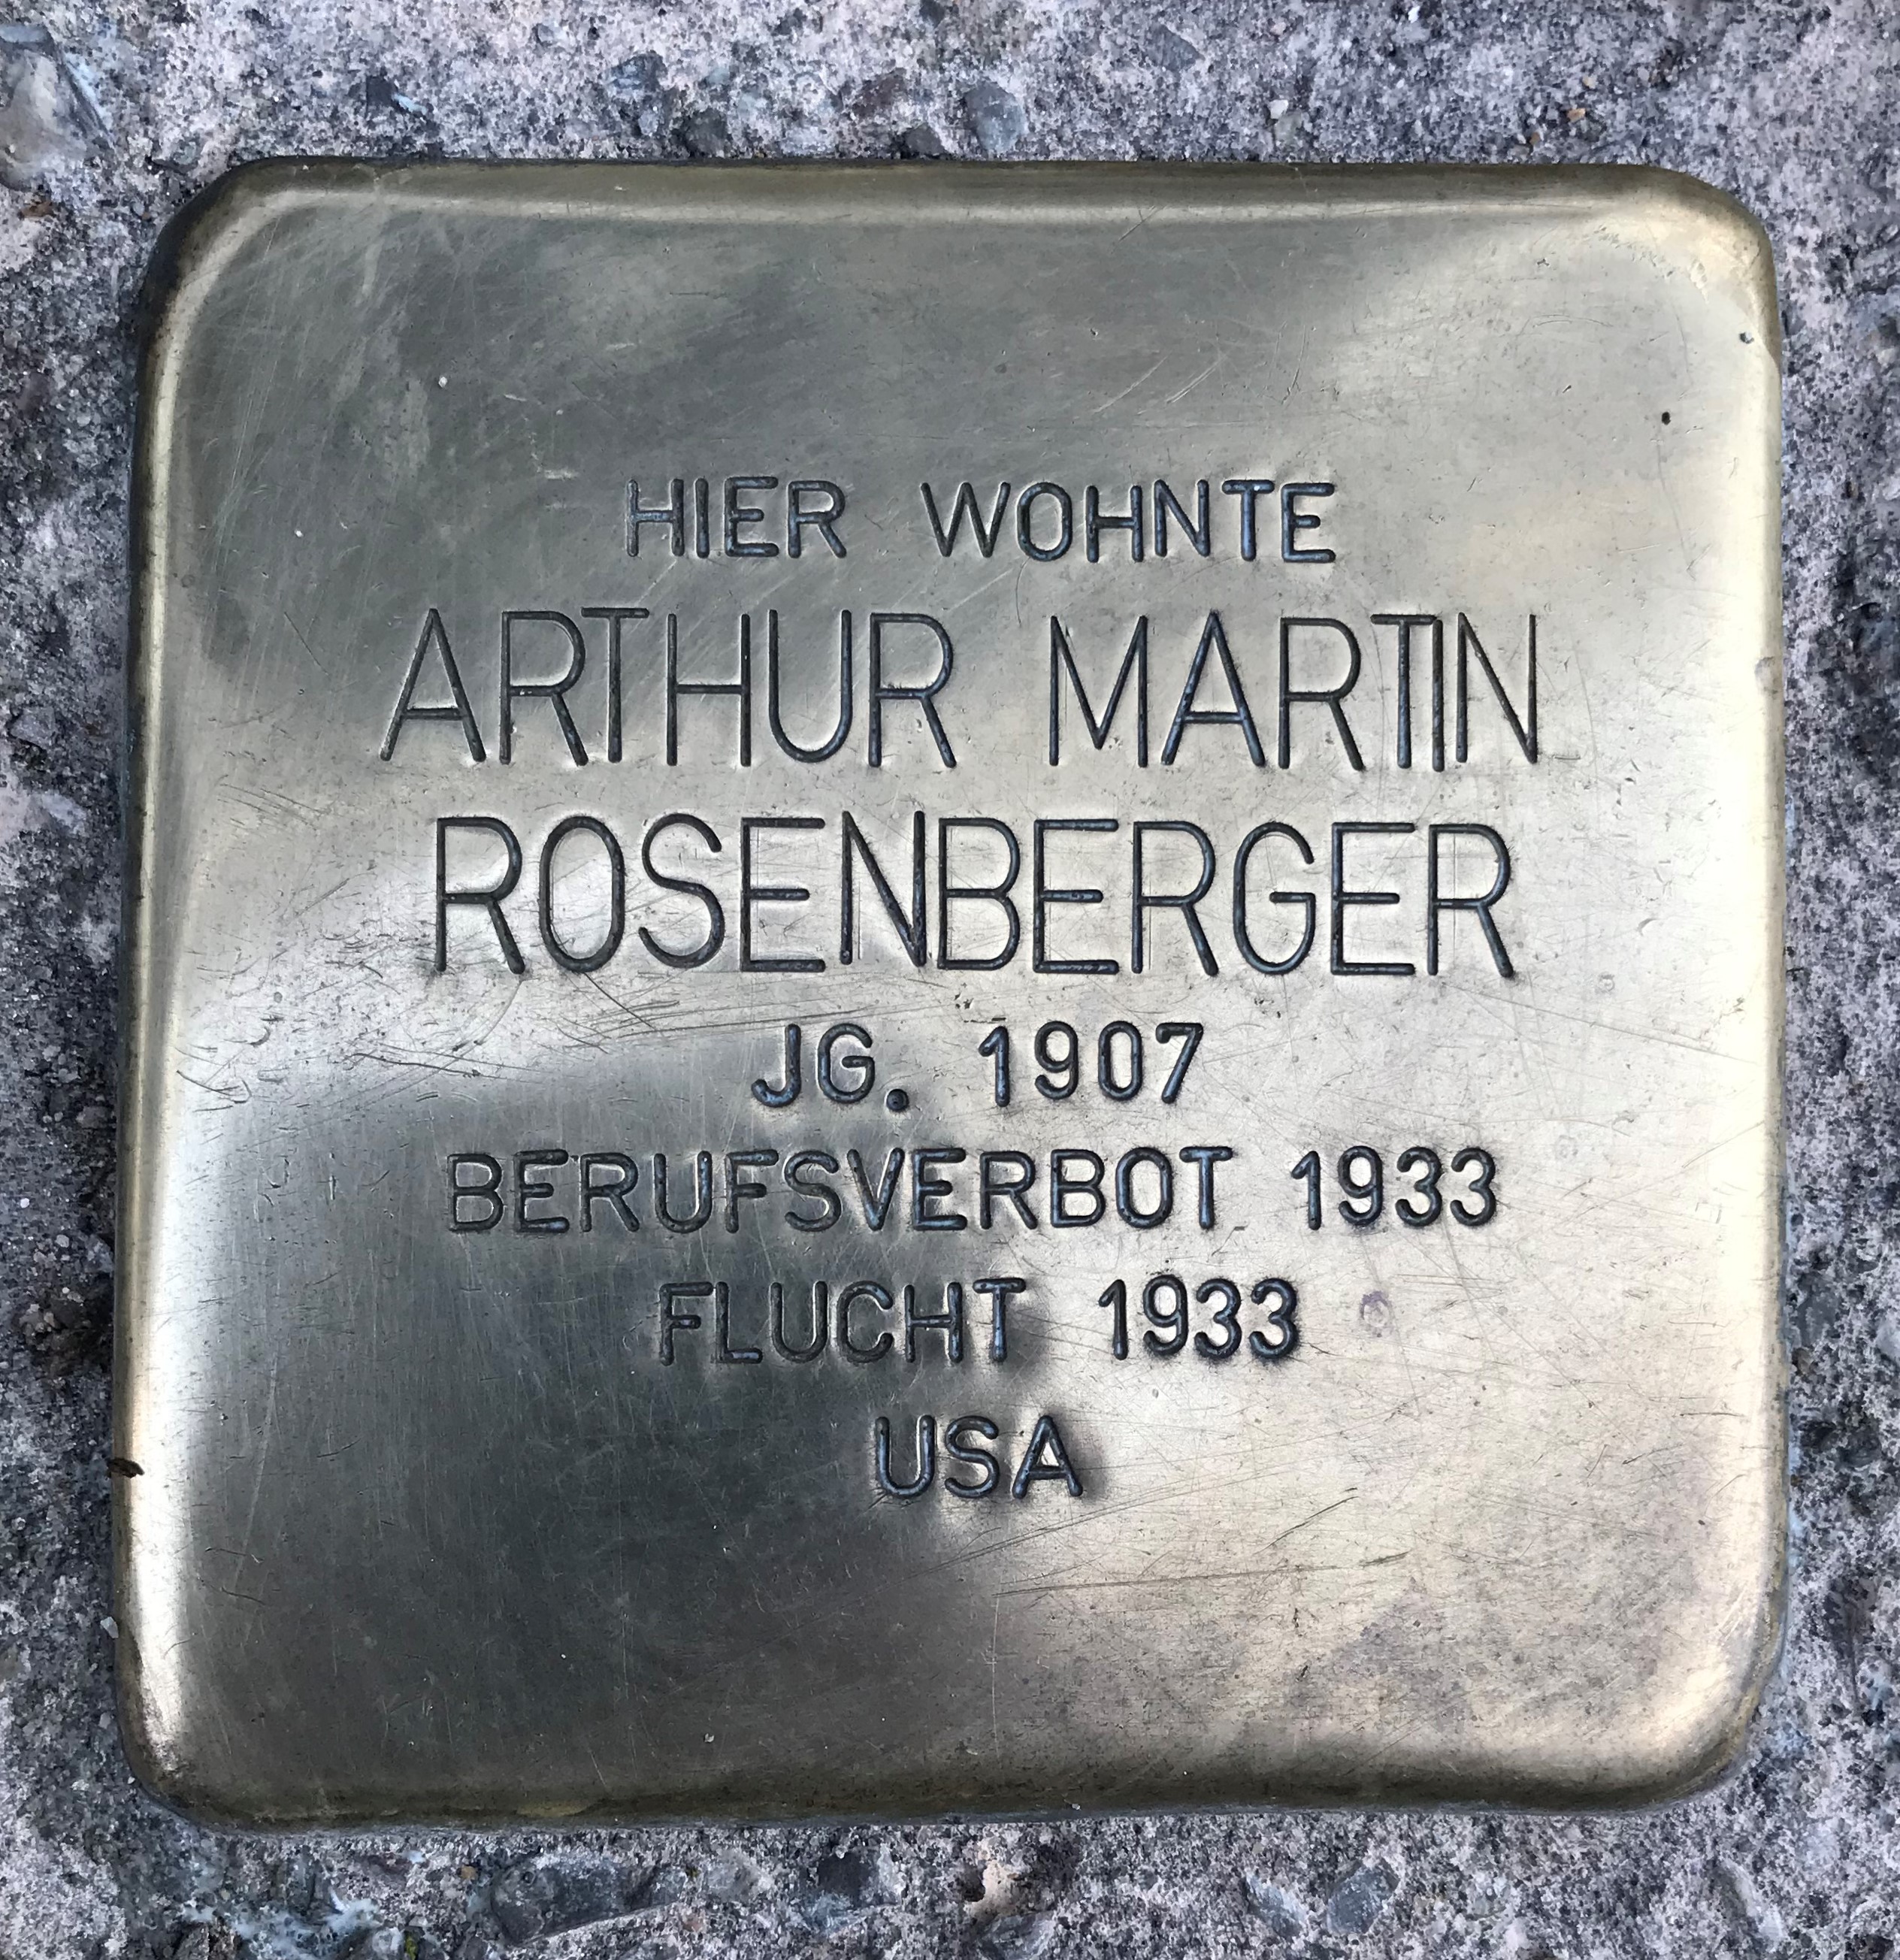 HIER WOHNTE
ARTHUR MARTIN
ROSENBERGER
JG. 1907
BERUFSVERBOT 1933
FLUCHT 1933
USA